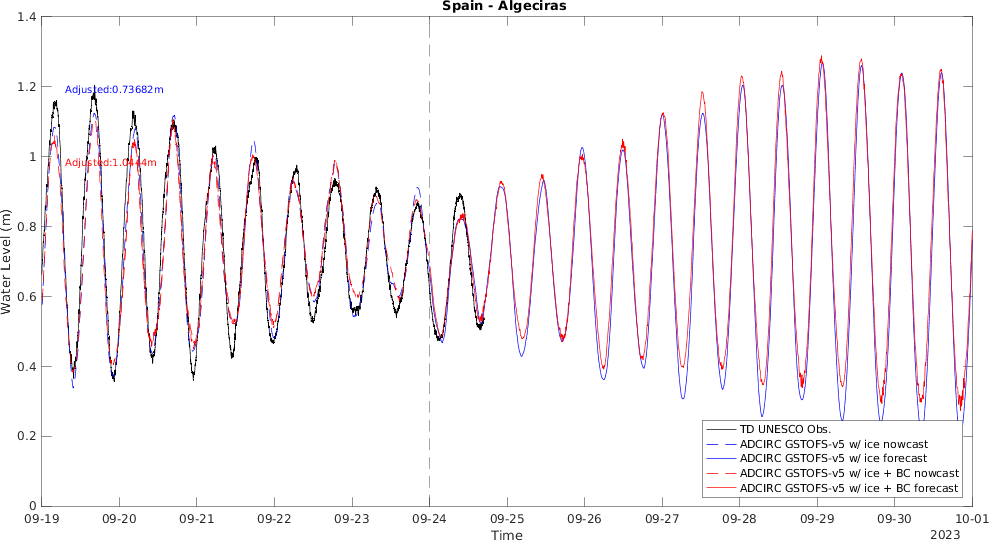 Spain - Algeciras
1.4
1.2
1
0.8
0.6
0.4
0.2
0
Water Level (m)
Adjusted:0.73682m
Adjusted:1.0444m
TD UNESCO Obs.
ADCIRC GSTOFS-v5 w/ ice nowcast
ADCIRC GSTOFS-v5 w/ ice forecast
ADCIRC GSTOFS-v5 w/ ice + BC nowcast
ADCIRC GSTOFS-v5 w/ ice + BC forecast
09-19 09-20 09-21 09-22 09-23 09-24 09-25 09-26 09-27 09-28 09-29 09-30 10-01
Time
2023